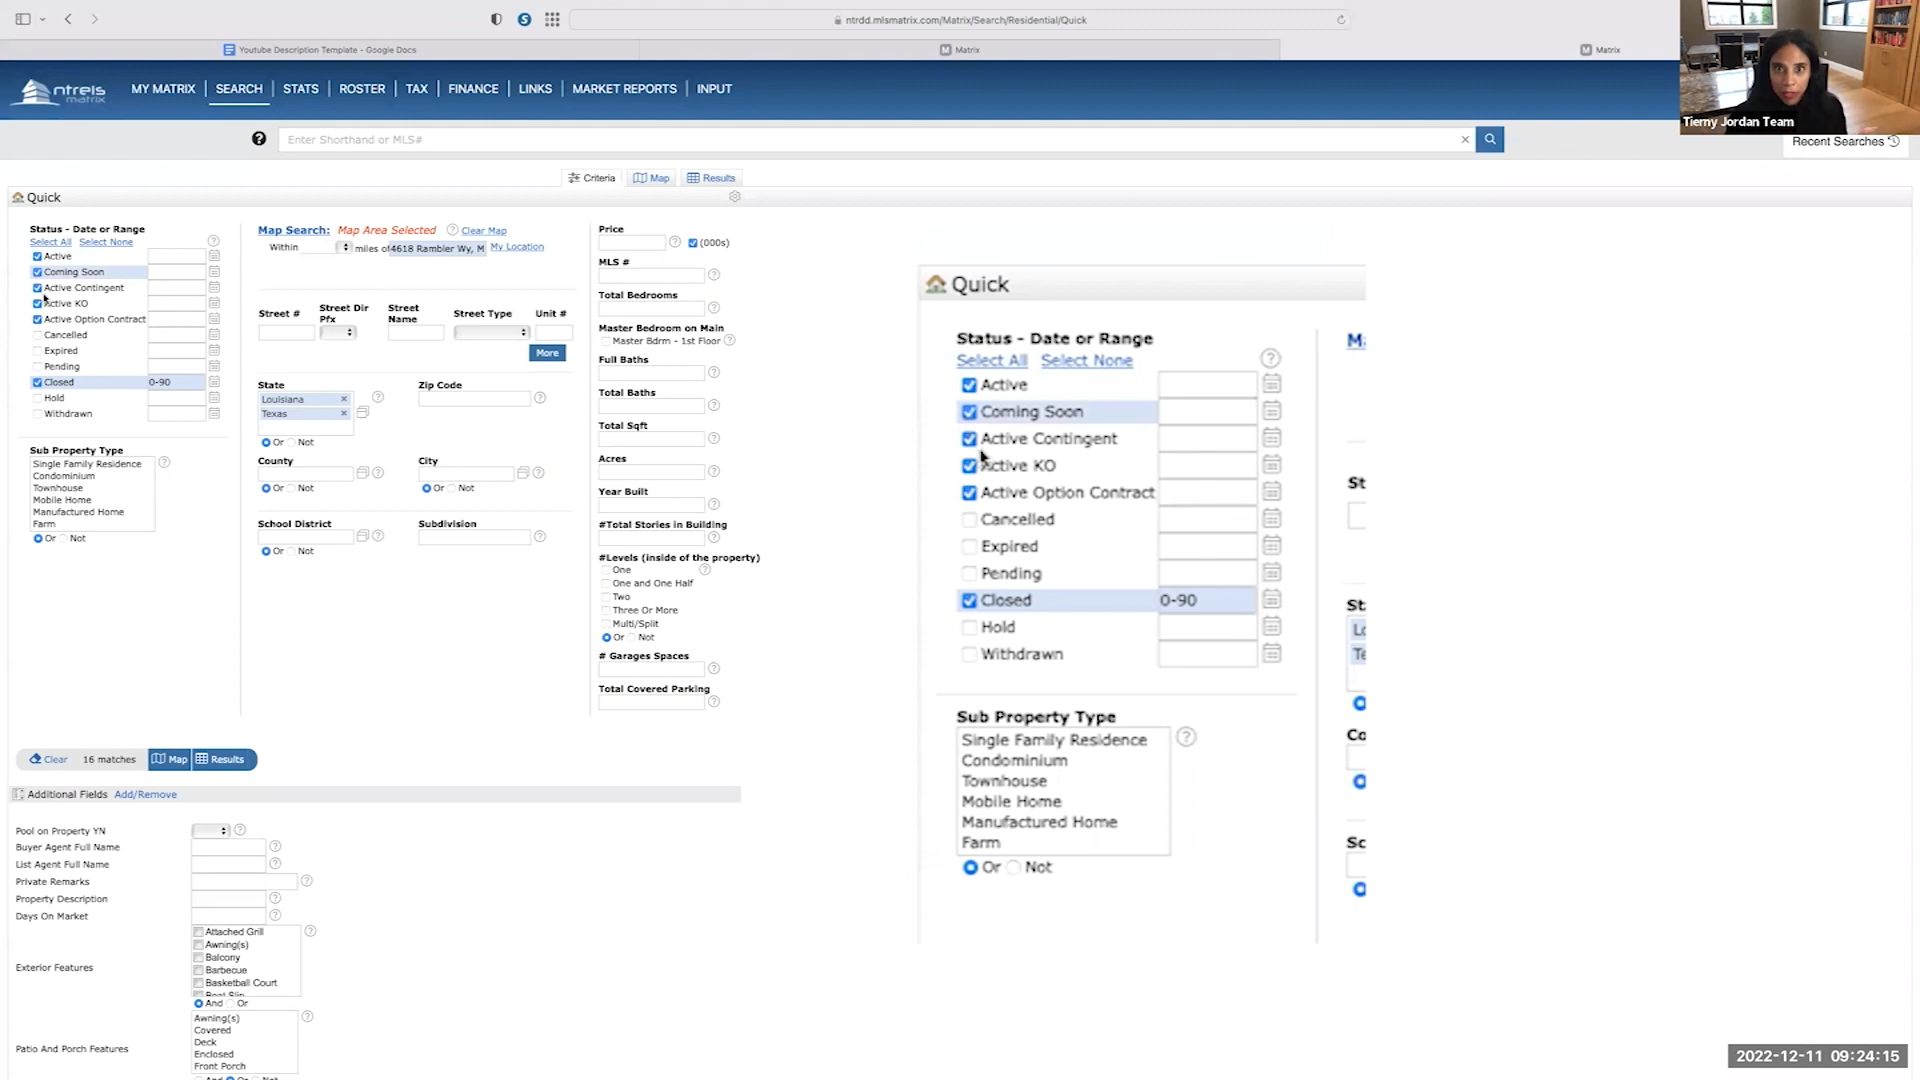 ntrdd.mlsmatrix.com/Matrix/Search/Residential/Quick
Youtube Description Template - Google Docs
Matrix
Matrix
ntreis matrix
MY MATRIX
SEARCH
STATS
ROSTER
TAX
FINANCE
LINKS
MARKET REPORTS
INPUT
Tierny Jordan Team
Enter Shorthand or MLS#
Recent Searches
Criteria
Map
Results
Quick
Status - Date or Range
Select All Select None
Active
Coming Soon
Active Contingent
Active KO
Active Option Contract
Cancelled
Expired
Pending
Closed 0-90
Hold
Withdrawn
Sub Property Type
Single Family Residence
Condominium
Townhouse
Mobile Home
Manufactured Home
Farm
Or Not
Map Search: Map Area Selected Clear Map
Within miles of 4618 Rambler Wy, M My Location
Street # Street Dir Pfx Street Name Street Type Unit #
More
State
Louisiana
Texas
Or Not
Zip Code
County
Or Not
City
Or Not
School District
Or Not
Subdivision
Price
(000s)
MLS #
Total Bedrooms
Master Bedroom on Main
Master Bdrm - 1st Floor
Full Baths
Total Baths
Total Sqft
Acres
Year Built
#Total Stories in Building
#Levels (inside of the property)
One
One and One Half
Two
Three Or More
Multi/Split
Or Not
# Garages Spaces
Total Covered Parking
Clear 16 matches Map Results
Additional Fields Add/Remove
Pool on Property YN
Buyer Agent Full Name
List Agent Full Name
Private Remarks
Property Description
Days On Market
Exterior Features
Attached Grill
Awning(s)
Balcony
Barbecue
Basketball Court
Boat Slip
And Or
Patio And Porch Features
Awning(s)
Covered
Deck
Enclosed
Front Porch
And Or Not
Quick
Status - Date or Range
Select All Select None
Active
Coming Soon
Active Contingent
Active KO
Active Option Contract
Cancelled
Expired
Pending
Closed 0-90
Hold
Withdrawn
Sub Property Type
Single Family Residence
Condominium
Townhouse
Mobile Home
Manufactured Home
Farm
Or Not
M
St
St
Lo
Te
Co
Sc
2022-12-11 09:24:15